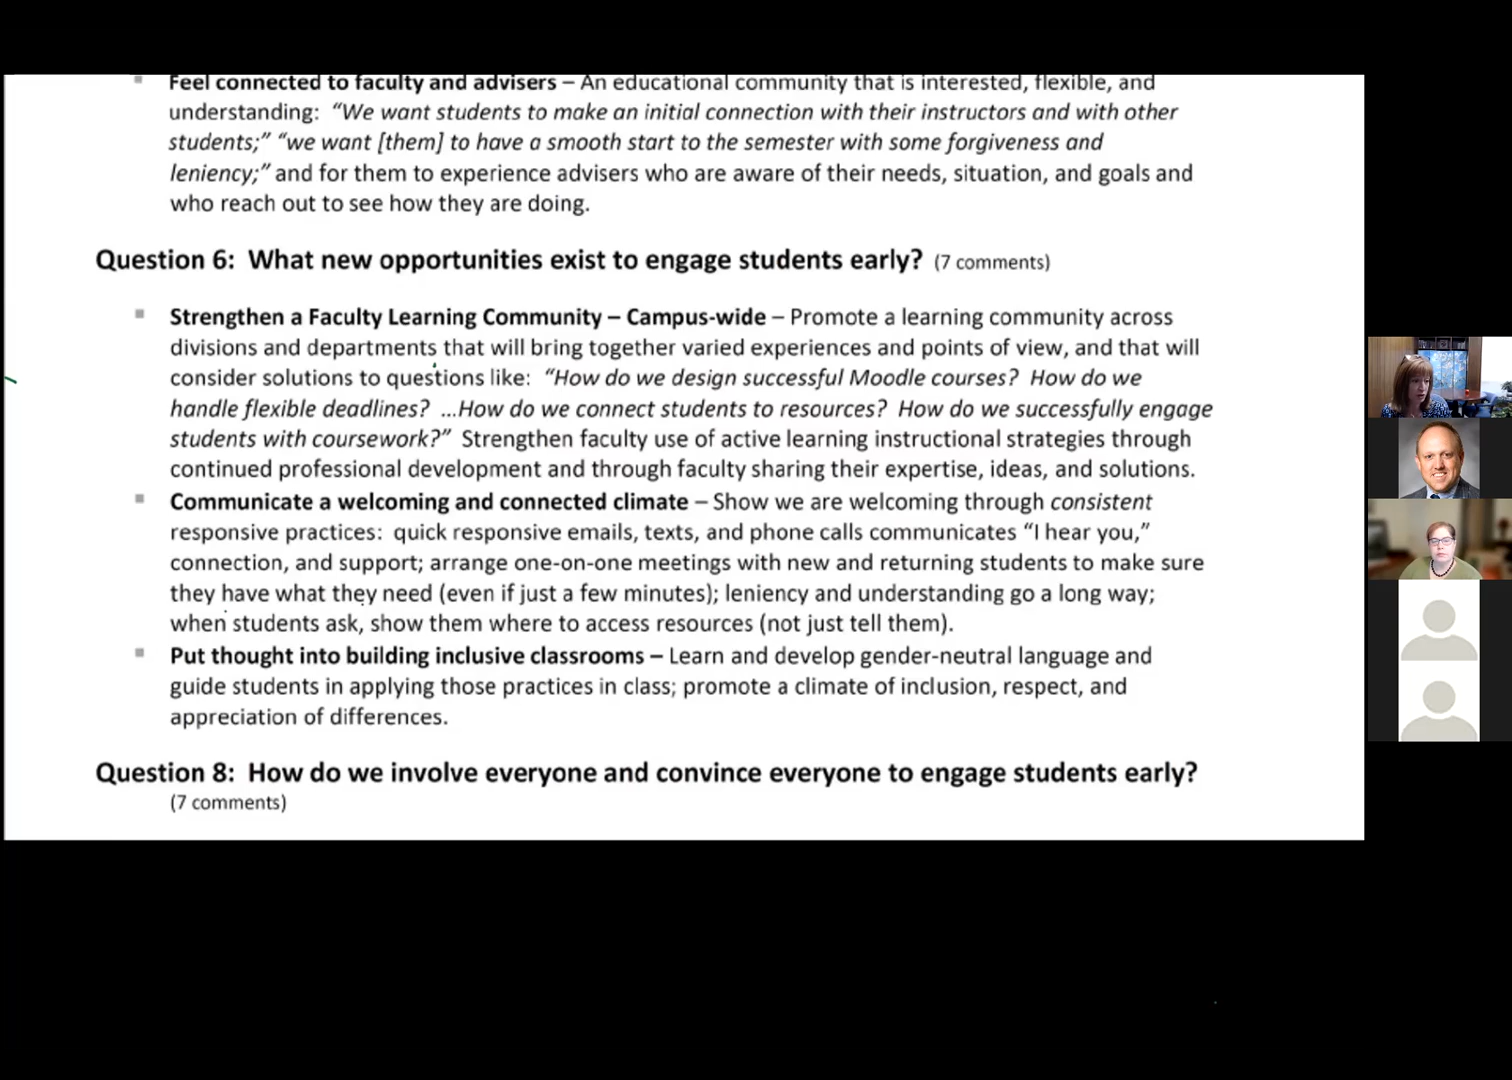 Feel connected to faculty and advisers – An educational community that is interested, flexible, and
understanding: “We want students to make an initial connection with their instructors and with other
students;” “we want [them] to have a smooth start to the semester with some forgiveness and
leniency;” and for them to experience advisers who are aware of their needs, situation, and goals and
who reach out to see how they are doing.
Question 6: What new opportunities exist to engage students early? (7 comments)
Strengthen a Faculty Learning Community – Campus-wide – Promote a learning community across
divisions and departments that will bring together varied experiences and points of view, and that will
consider solutions to questions like: “How do we design successful Moodle courses? How do we
handle flexible deadlines? ...How do we connect students to resources? How do we successfully engage
students with coursework?” Strengthen faculty use of active learning instructional strategies through
continued professional development and through faculty sharing their expertise, ideas, and solutions.
Communicate a welcoming and connected climate – Show we are welcoming through consistent
responsive practices: quick responsive emails, texts, and phone calls communicates “I hear you,”
connection, and support; arrange one-on-one meetings with new and returning students to make sure
they have what they need (even if just a few minutes); leniency and understanding go a long way;
when students ask, show them where to access resources (not just tell them).
Put thought into building inclusive classrooms – Learn and develop gender-neutral language and
guide students in applying those practices in class; promote a climate of inclusion, respect, and
appreciation of differences.
Question 8: How do we involve everyone and convince everyone to engage students early?
(7 comments)